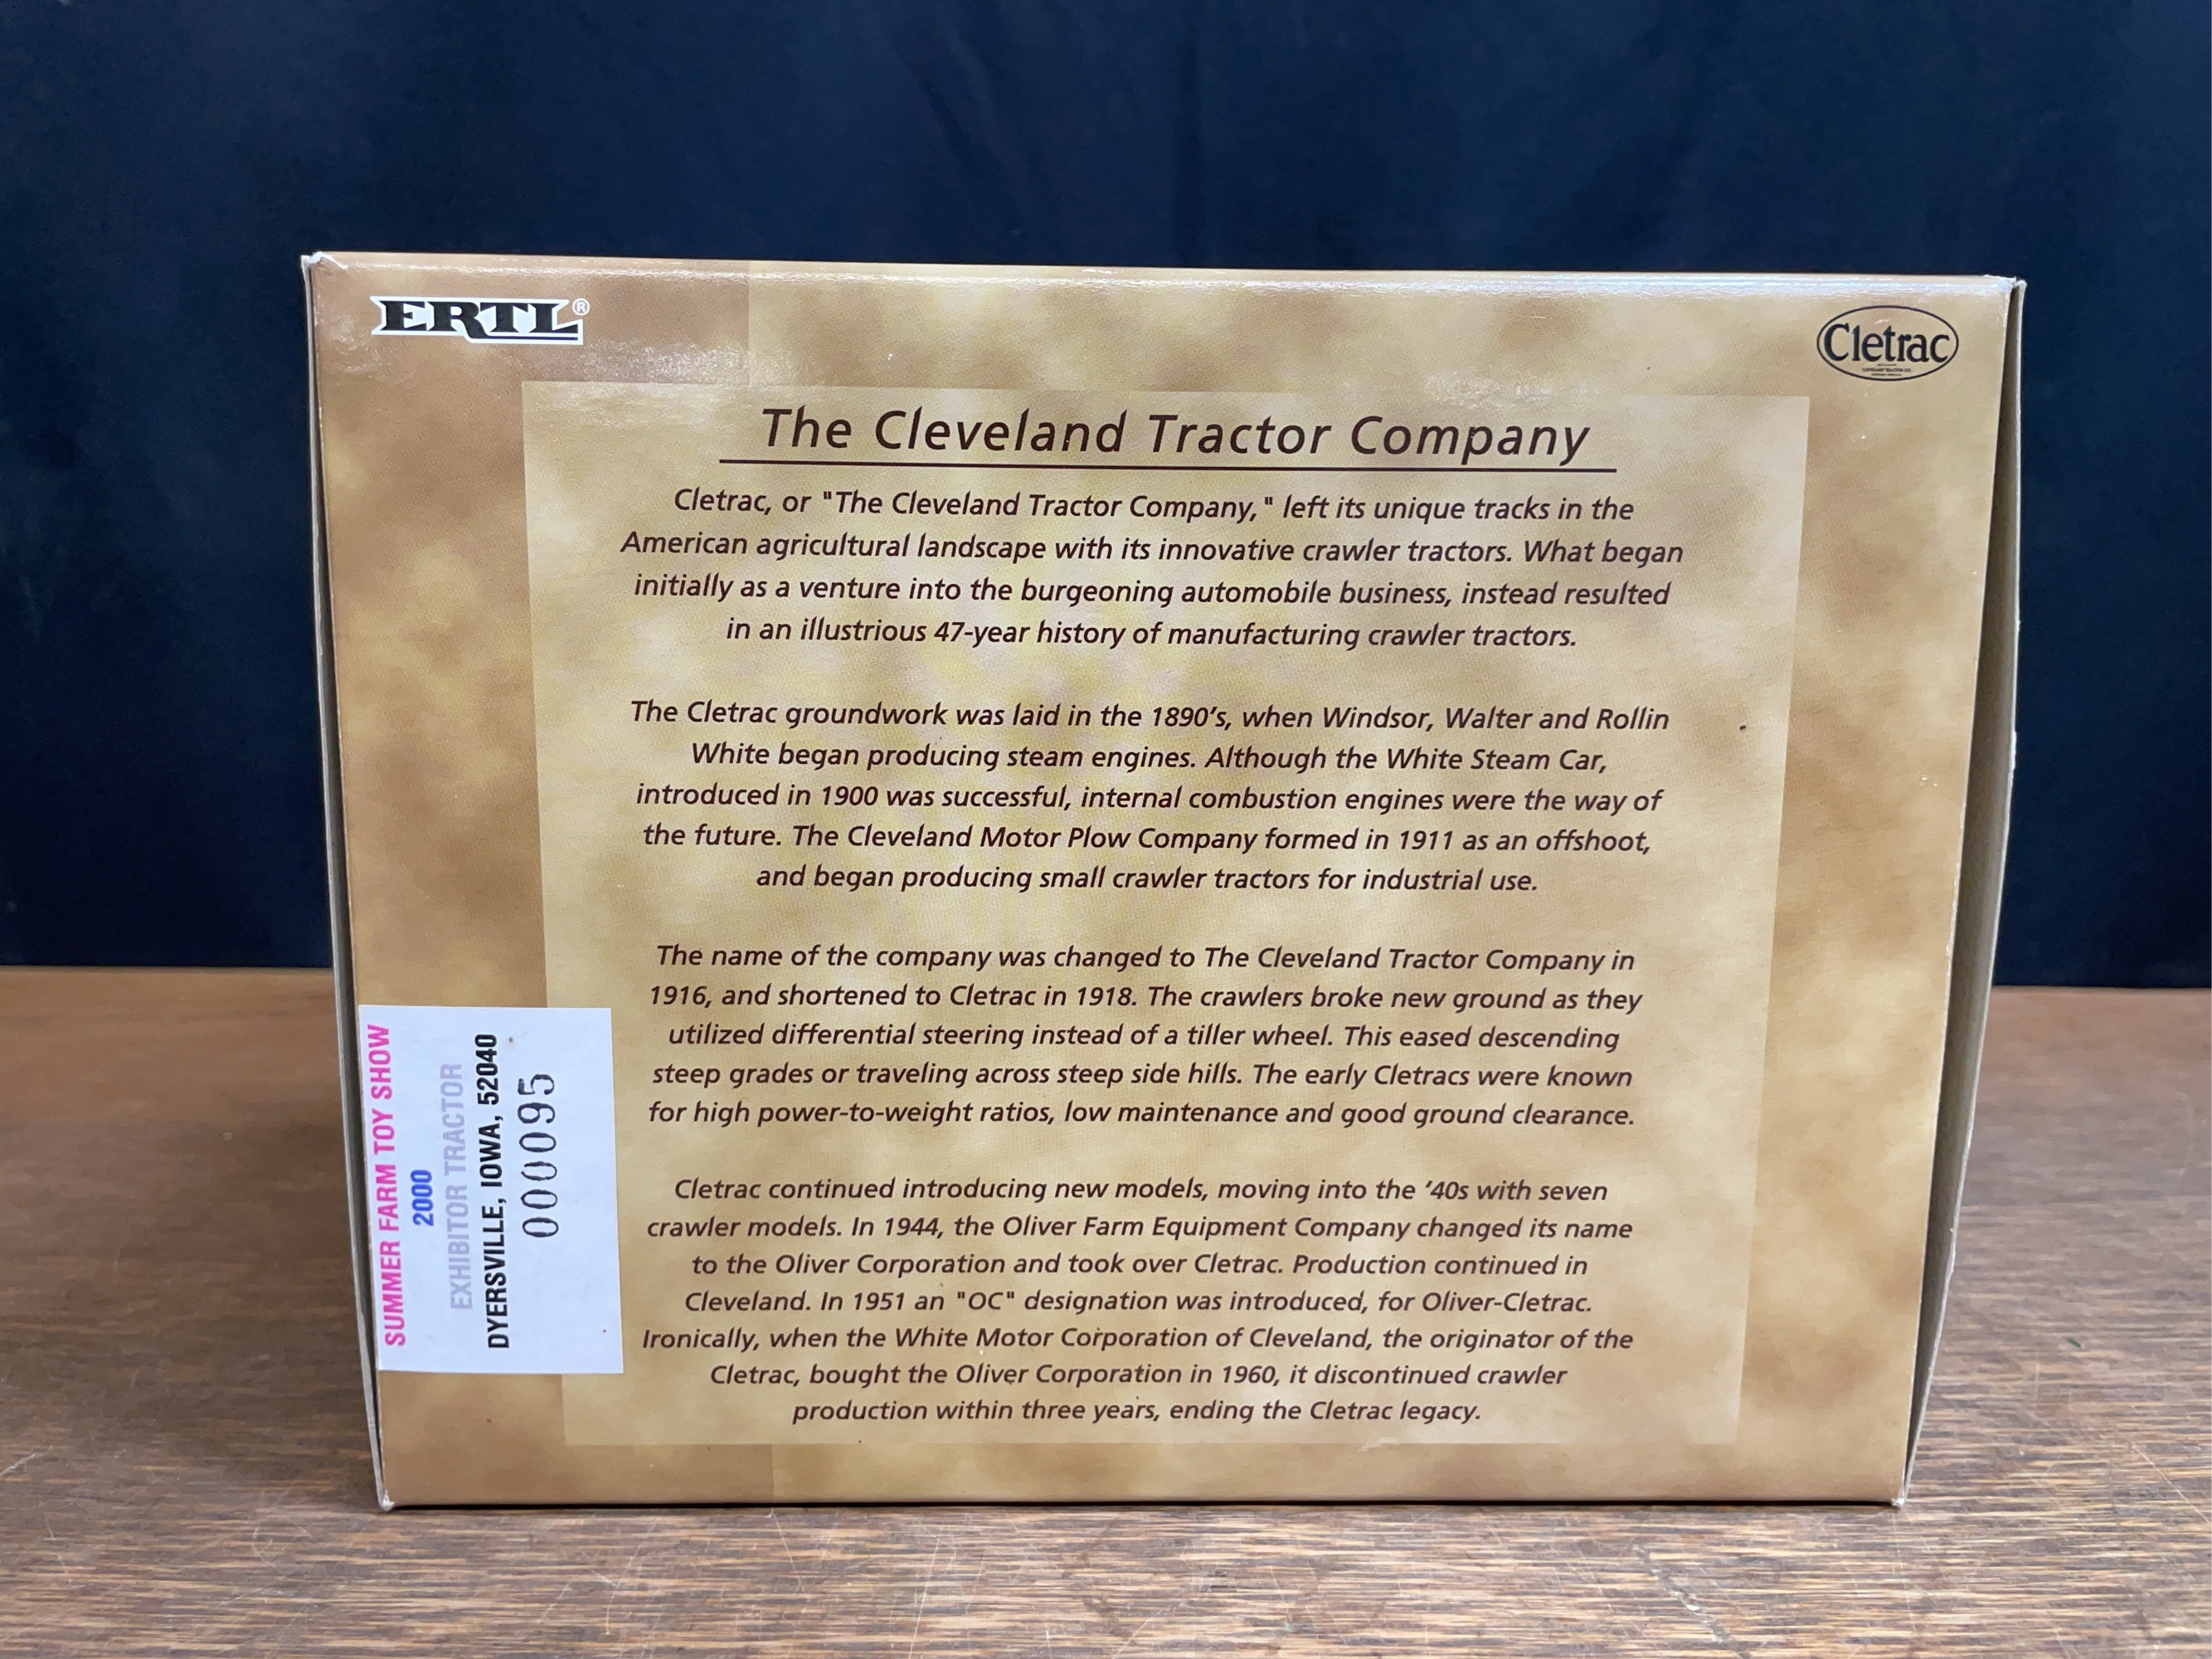 ERTL®
Cletrac
The Cleveland Tractor Company
Cletrac, or "The Cleveland Tractor Company," left its unique tracks in the
American agricultural landscape with its innovative crawler tractors. What began
initially as a venture into the burgeoning automobile business, instead resulted
in an illustrious 47-year history of manufacturing crawler tractors.
The Cletrac groundwork was laid in the 1890's, when Windsor, Walter and Rollin
White began producing steam engines. Although the White Steam Car,
introduced in 1900 was successful, internal combustion engines were the way of
the future. The Cleveland Motor Plow Company formed in 1911 as an offshoot,
and began producing small crawler tractors for industrial use.
The name of the company was changed to The Cleveland Tractor Company in
1916, and shortened to Cletrac in 1918. The crawlers broke new ground as they
utilized differential steering instead of a tiller wheel. This eased descending
steep grades or traveling across steep side hills. The early Cletracs were known
for high power-to-weight ratios, low maintenance and good ground clearance.
Cletrac continued introducing new models, moving into the '40s with seven
crawler models. In 1944, the Oliver Farm Equipment Company changed its name
to the Oliver Corporation and took over Cletrac. Production continued in
Cleveland. In 1951 an "OC" designation was introduced, for Oliver-Cletrac.
Ironically, when the White Motor Corporation of Cleveland, the originator of the
Cletrac, bought the Oliver Corporation in 1960, it discontinued crawler
production within three years, ending the Cletrac legacy.
SUMMER FARM TOY SHOW
2000
EXHIBITOR TRACTOR
DYERSVILLE, IOWA, 52040
000095